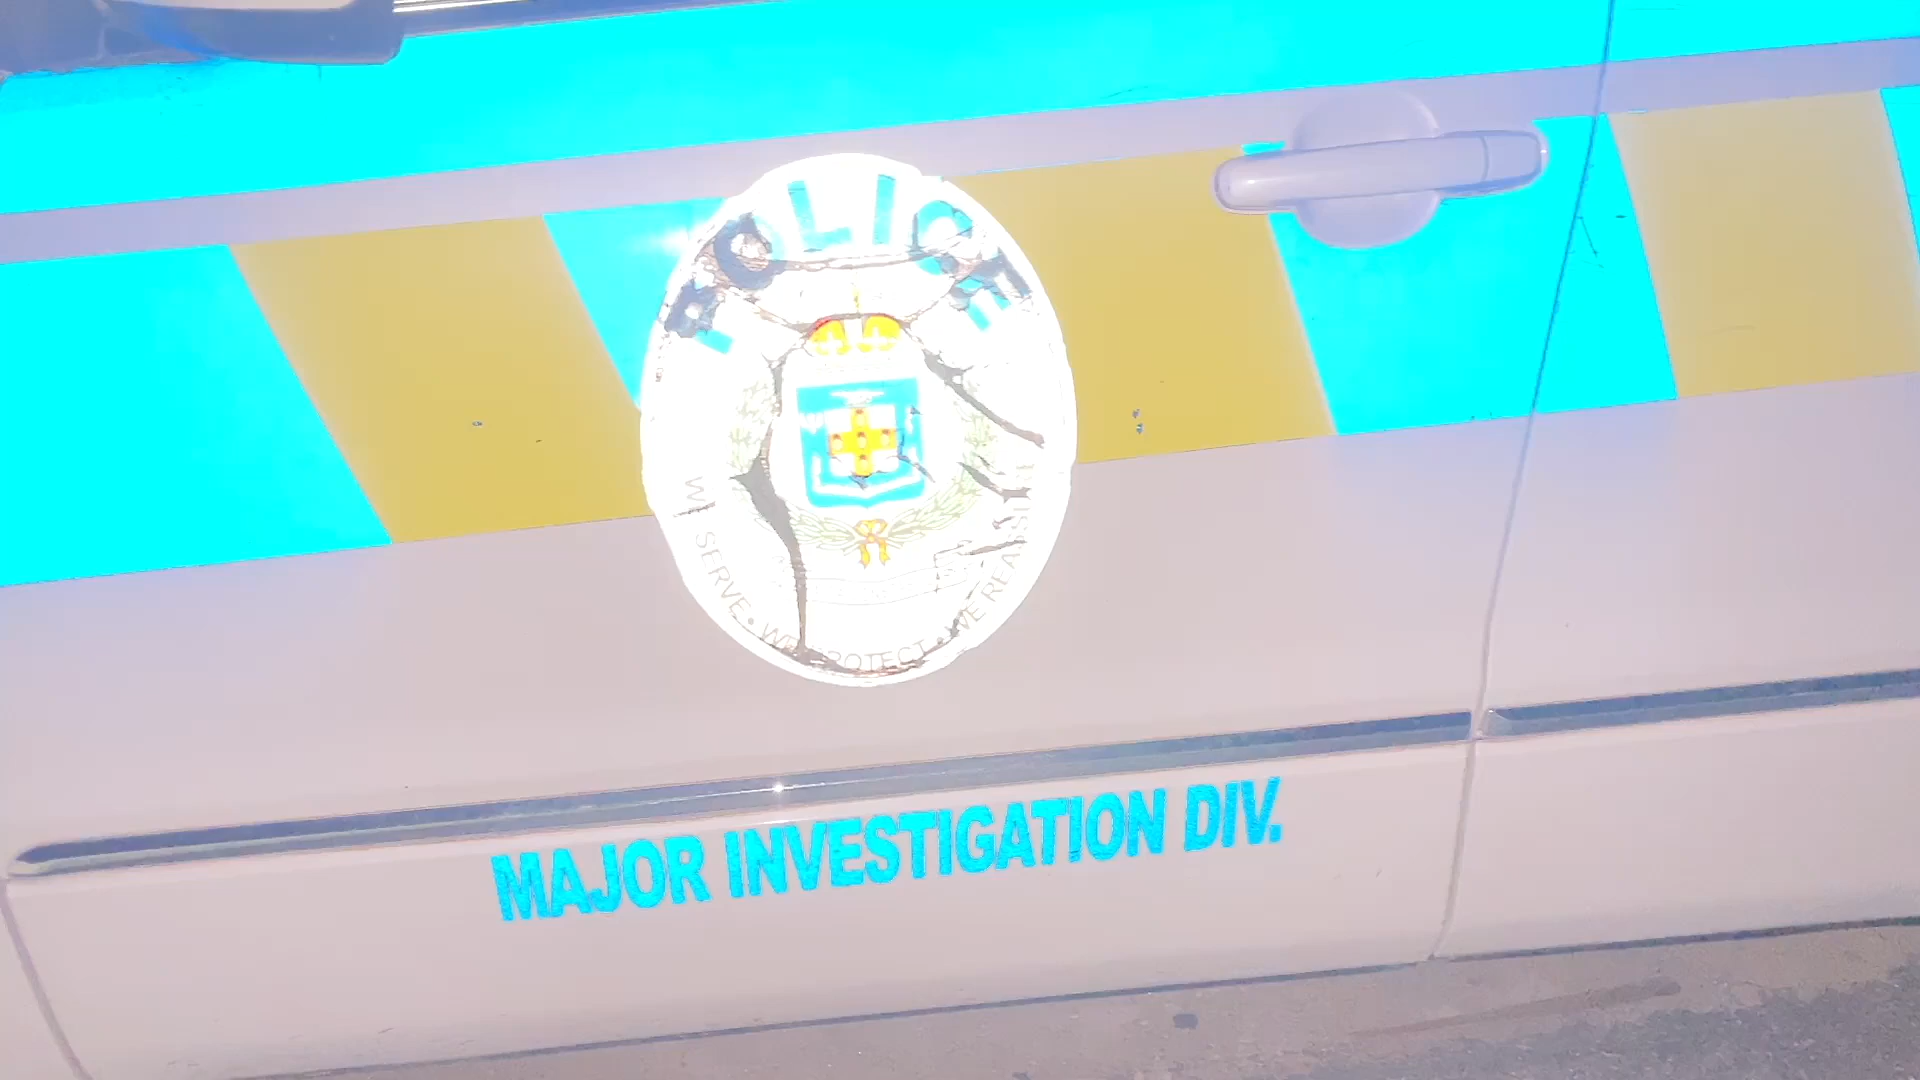 POLICE
WE SERVE • WE PROTECT • WE REASSURE
MAJOR INVESTIGATION DIV.